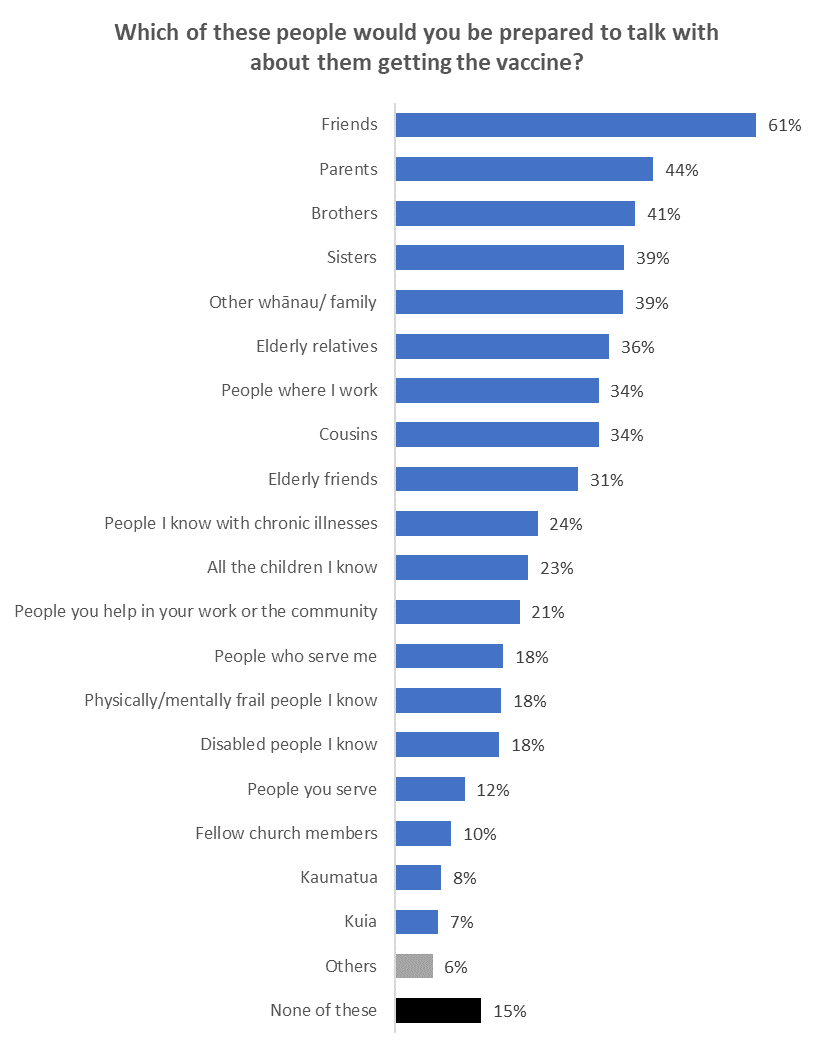 Which of these people would you be prepared to talk with
about them getting the vaccine?
Friends 61%
Parents 44%
Brothers 41%
Sisters 39%
Other whānau/ family 39%
Elderly relatives 36%
People where I work 34%
Cousins 34%
Elderly friends 31%
People I know with chronic illnesses 24%
All the children I know 23%
People you help in your work or the community 21%
People who serve me 18%
Physically/mentally frail people I know 18%
Disabled people I know 18%
People you serve 12%
Fellow church members 10%
Kaumatua 8%
Kuia 7%
Others 6%
None of these 15%